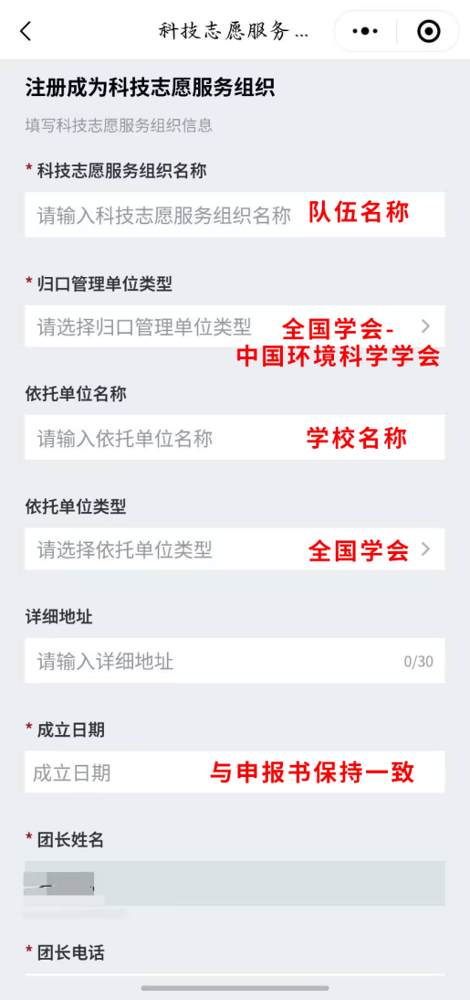 科技志愿服务...
注册成为科技志愿服务组织
填写科技志愿服务组织信息
* 科技志愿服务组织名称
请输入科技志愿服务组织名称 队伍名称
* 归口管理单位类型
请选择归口管理单位类型 全国学会-
中国环境科学学会
依托单位名称
请输入依托单位名称 学校名称
依托单位类型
请选择依托单位类型 全国学会
详细地址
请输入详细地址 0/30
* 成立日期
成立日期 与申报书保持一致
* 团长姓名
* 团长电话